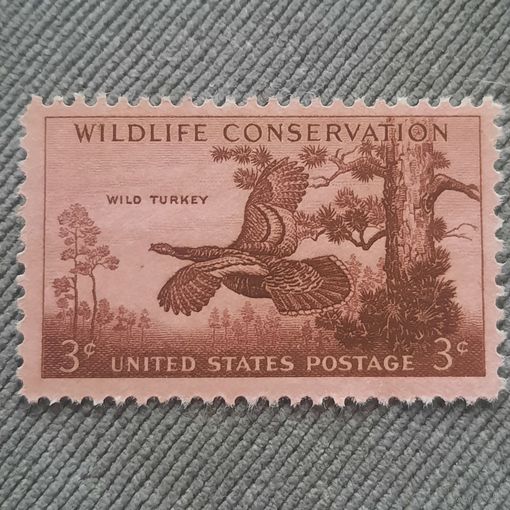 WILDLIFE CONSERVATION
WILD TURKEY
3¢ UNITED STATES POSTAGE 3¢